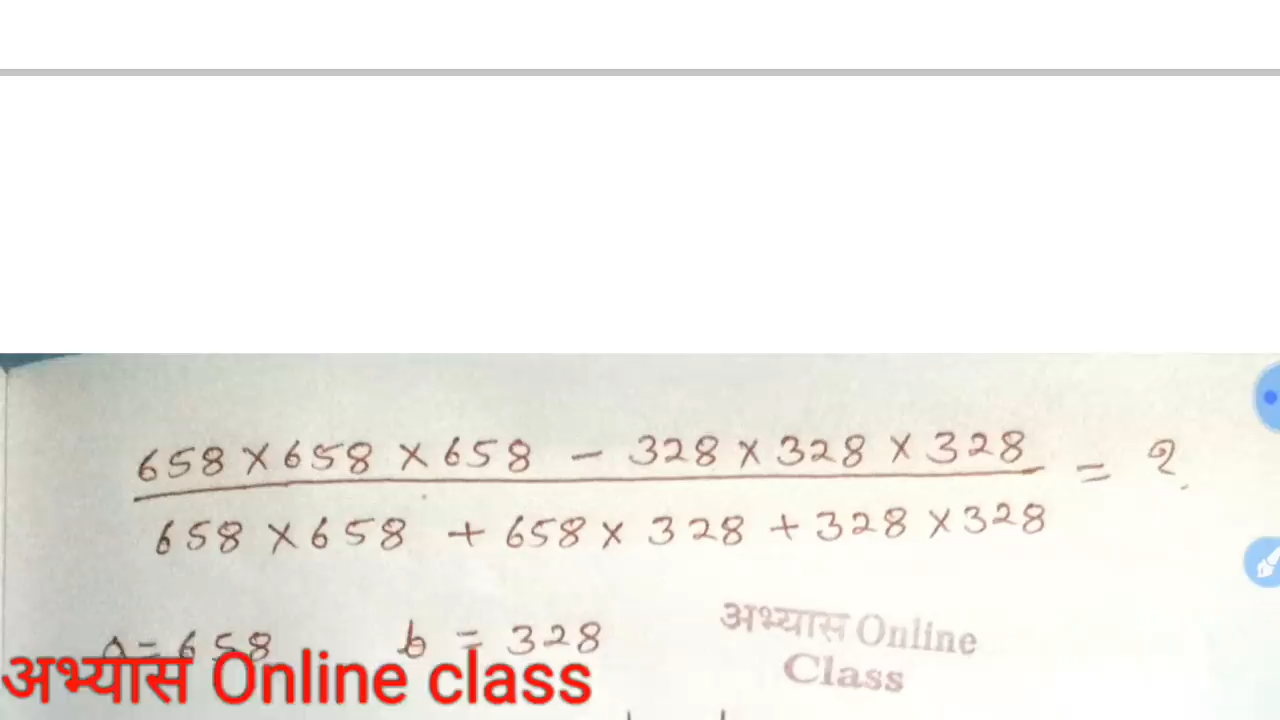 658 × 658 × 658 − 328 × 328 × 328 = ?
658 × 658 + 658 × 328 + 328 × 328
a = 658 b = 328
अभ्यास Online
Class
अभ्यास Online class